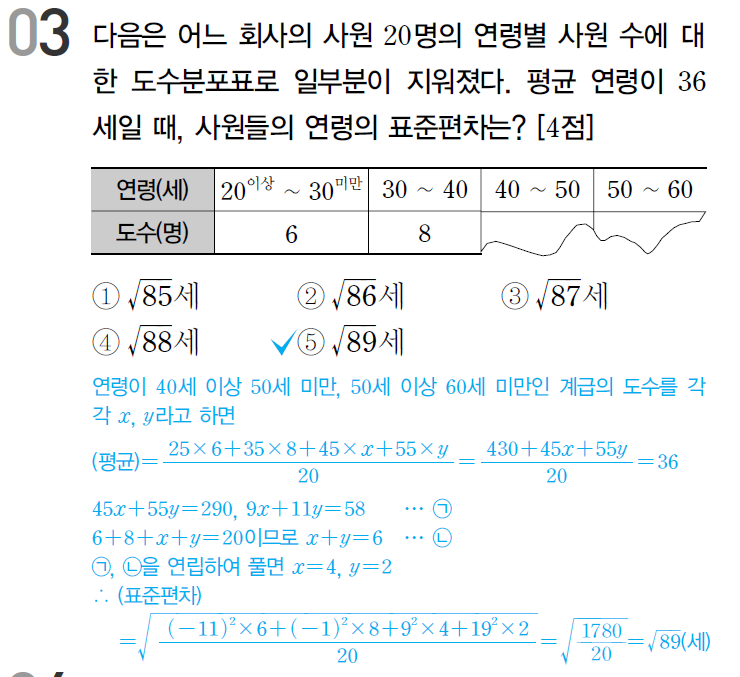 03 다음은 어느 회사의 사원 20명의 연령별 사원 수에 대
한 도수분포표로 일부분이 지워졌다. 평균 연령이 36
세일 때, 사원들의 연령의 표준편차는? [4점]
연령(세) 20이상 ~ 30미만 30 ~ 40 40 ~ 50 50 ~ 60
도수(명) 6 8
① √85세 ② √86세 ③ √87세
④ √88세 ⑤ √89세
연령이 40세 이상 50세 미만, 50세 이상 60세 미만인 계급의 도수를 각
각 x, y라고 하면
(평균)=(25×6+35×8+45×x+55×y)/20=(430+45x+55y)/20=36
45x+55y=290, 9x+11y=58 … ㉠
6+8+x+y=20이므로 x+y=6 … ㉡
㉠, ㉡을 연립하여 풀면 x=4, y=2
∴ (표준편차)
=√(((-11)²×6+(-1)²×8+9²×4+19²×2)/20)=√(1780/20)=√89(세)